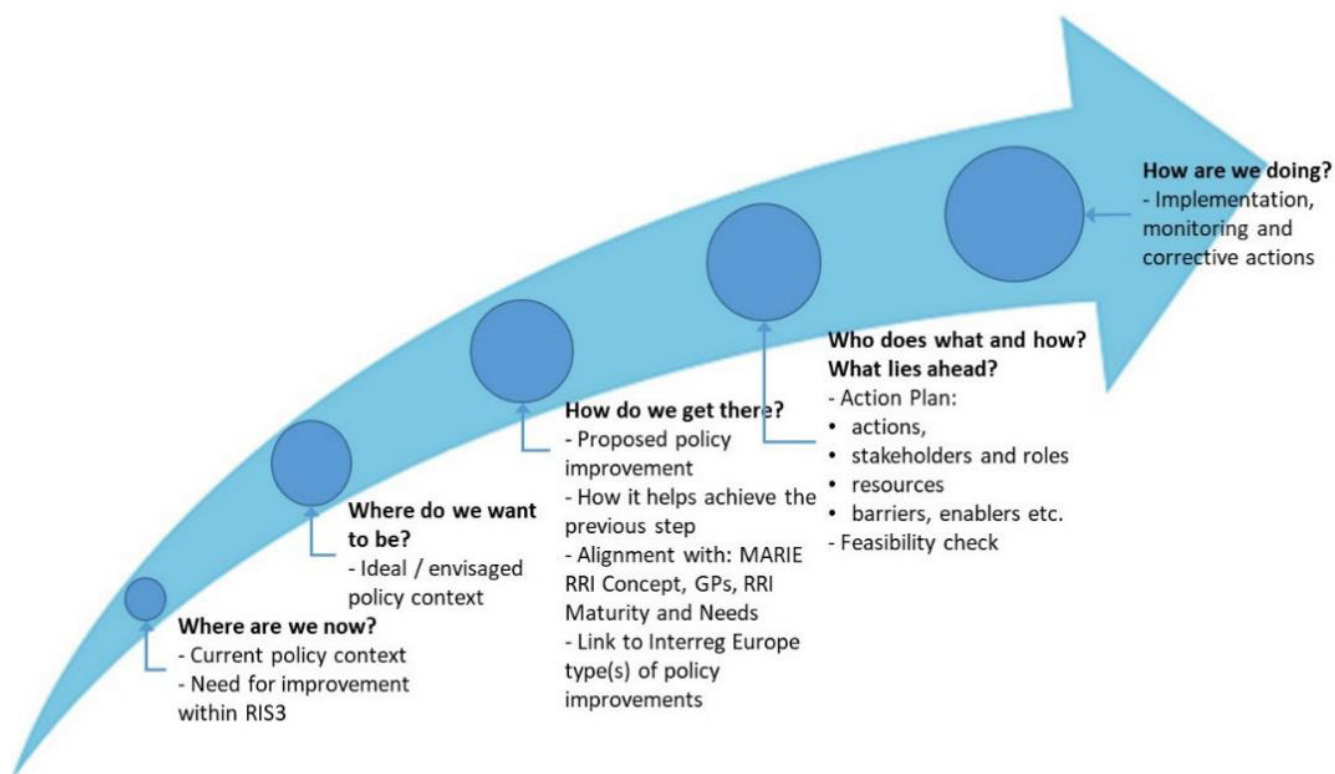 Where are we now?
- Current policy context
- Need for improvement
within RIS3
Where do we want
to be?
- Ideal / envisaged
policy context
How do we get there?
- Proposed policy
improvement
- How it helps achieve the
previous step
- Alignment with: MARIE
RRI Concept, GPs, RRI
Maturity and Needs
- Link to Interreg Europe
type(s) of policy
improvements
Who does what and how?
What lies ahead?
- Action Plan:
• actions,
• stakeholders and roles
• resources
• barriers, enablers etc.
- Feasibility check
How are we doing?
- Implementation,
monitoring and
corrective actions